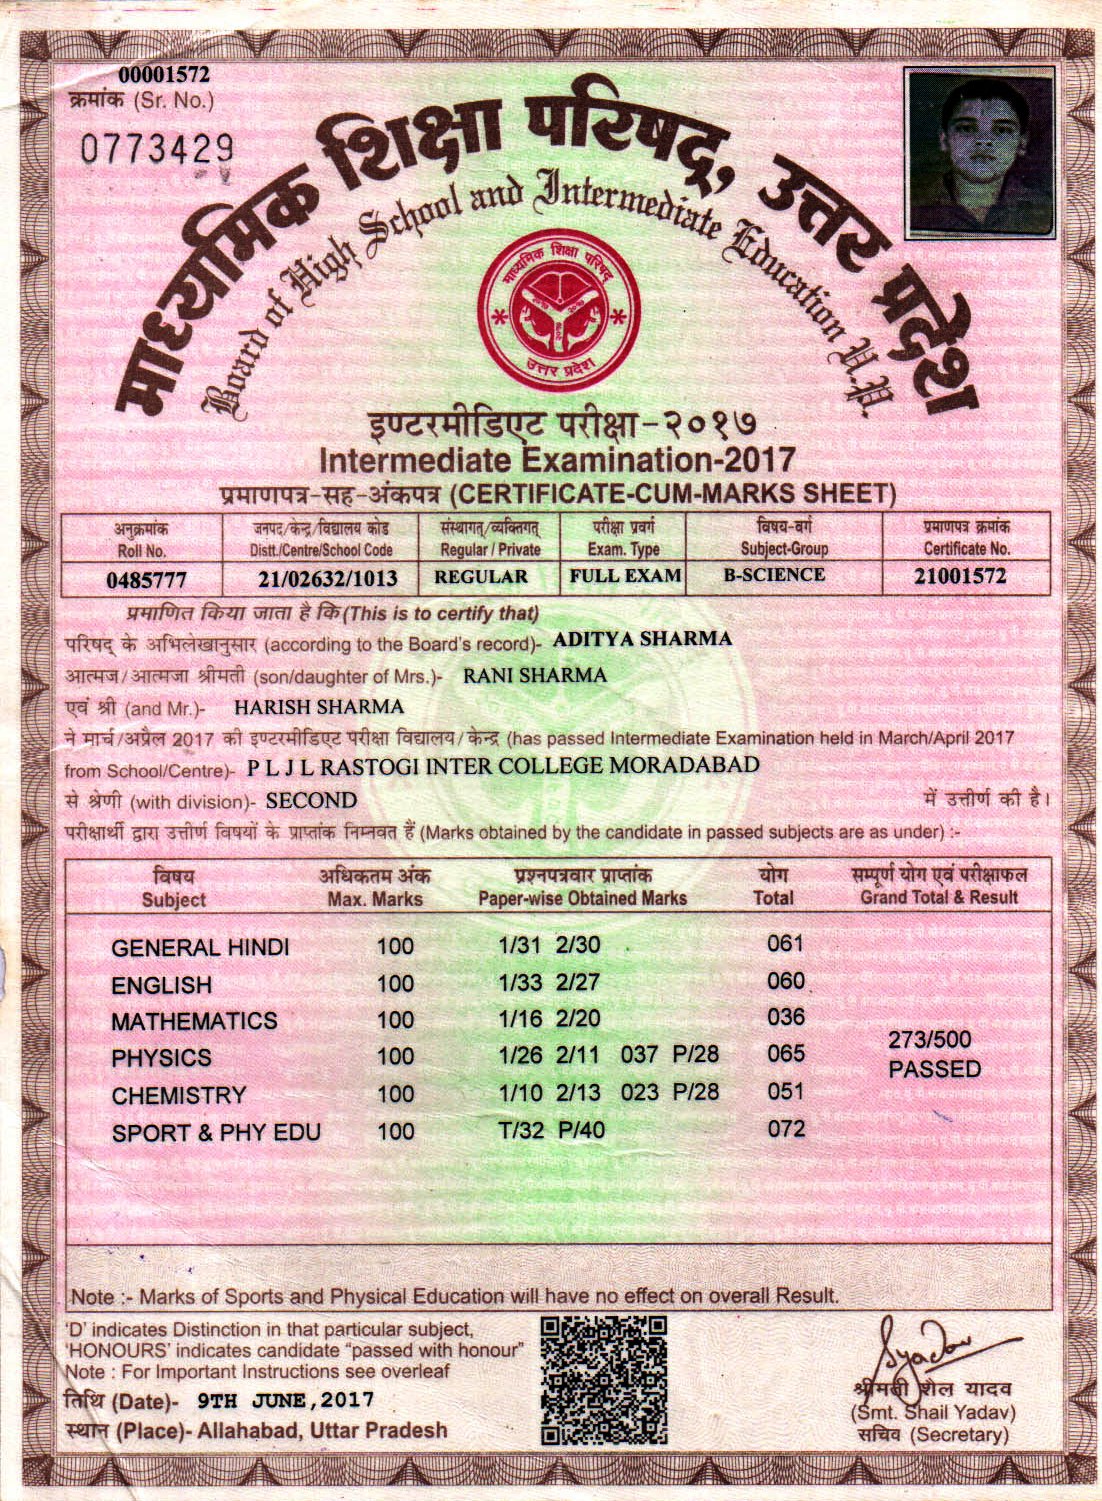 00001572
क्रमांक (Sr. No.)
0773429
माध्यमिक शिक्षा परिषद्, उत्तर प्रदेश
Board of High School and Intermediate Education U.P.
माध्यमिक शिक्षा परिषद्
उत्तर प्रदेश
इण्टरमीडिएट परीक्षा-२०१७
Intermediate Examination-2017
प्रमाणपत्र-सह-अंकपत्र (CERTIFICATE-CUM-MARKS SHEET)
अनुक्रमांक जनपद/केन्द्र/विद्यालय कोड संस्थागत्/व्यक्तिगत् परीक्षा प्रवर्ग विषय-वर्ग प्रमाणपत्र क्रमांक
Roll No. Distt./Centre/School Code Regular / Private Exam. Type Subject-Group Certificate No.
0485777 21/02632/1013 REGULAR FULL EXAM B-SCIENCE 21001572
प्रमाणित किया जाता है कि (This is to certify that)
परिषद् के अभिलेखानुसार (according to the Board's record)- ADITYA SHARMA
आत्मज/आत्मजा श्रीमती (son/daughter of Mrs.)- RANI SHARMA
एवं श्री (and Mr.)- HARISH SHARMA
ने मार्च/अप्रैल 2017 की इण्टरमीडिएट परीक्षा विद्यालय/केन्द्र (has passed Intermediate Examination held in March/April 2017
from School/Centre)- P L J L RASTOGI INTER COLLEGE MORADABAD
से श्रेणी (with division)- SECOND में उत्तीर्ण की है।
परीक्षार्थी द्वारा उत्तीर्ण विषयों के प्राप्तांक निम्नवत हैं (Marks obtained by the candidate in passed subjects are as under) :-
विषय अधिकतम अंक प्रश्नपत्रवार प्राप्तांक योग सम्पूर्ण योग एवं परीक्षाफल
Subject Max. Marks Paper-wise Obtained Marks Total Grand Total & Result
GENERAL HINDI 100 1/31 2/30 061
ENGLISH 100 1/33 2/27 060
MATHEMATICS 100 1/16 2/20 036
273/500
PHYSICS 100 1/26 2/11 037 P/28 065
PASSED
CHEMISTRY 100 1/10 2/13 023 P/28 051
SPORT & PHY EDU 100 T/32 P/40 072
Note :- Marks of Sports and Physical Education will have no effect on overall Result.
'D' indicates Distinction in that particular subject,
'HONOURS' indicates candidate "passed with honour"
Note : For Important Instructions see overleaf
तिथि (Date)- 9TH JUNE,2017
स्थान (Place)- Allahabad, Uttar Pradesh
Syadav
श्रीमती शैल यादव
(Smt. Shail Yadav)
सचिव (Secretary)